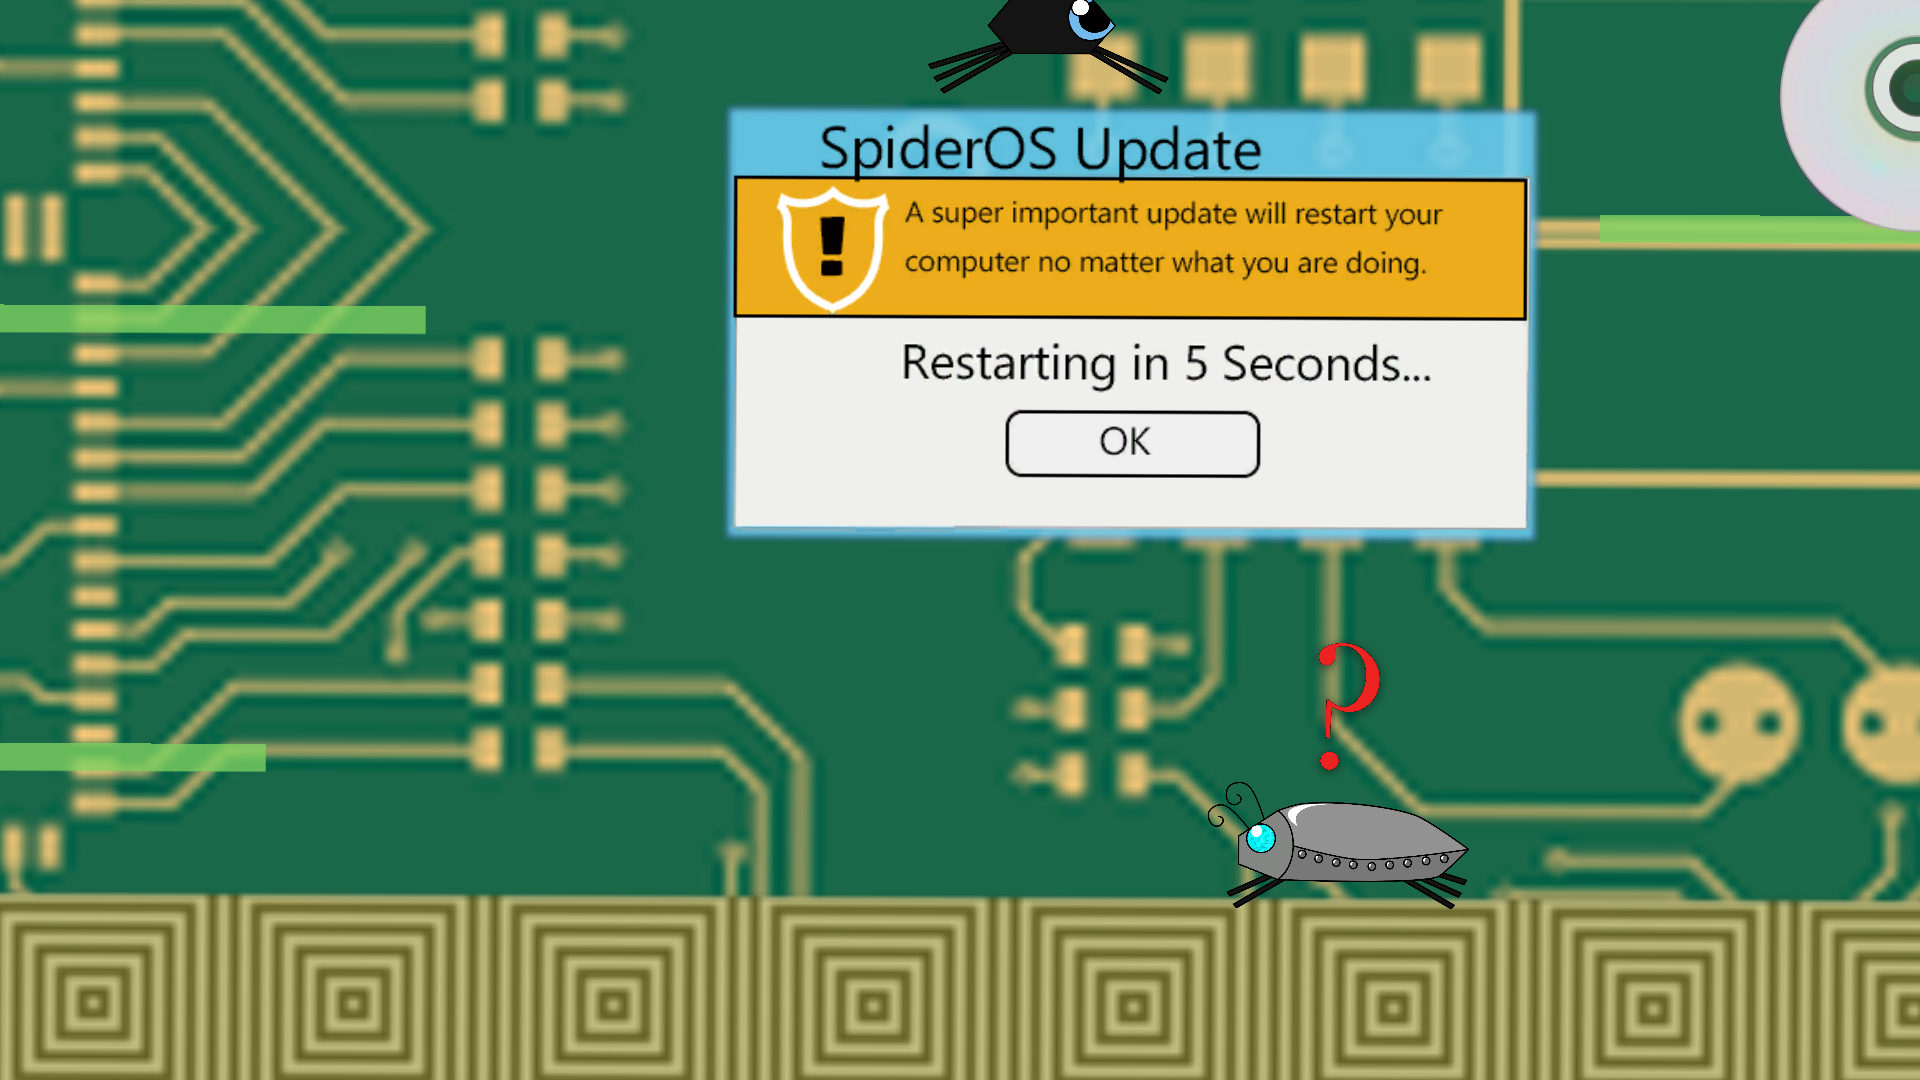 SpiderOS Update
!
A super important update will restart your
computer no matter what you are doing.
Restarting in 5 Seconds...
OK
?